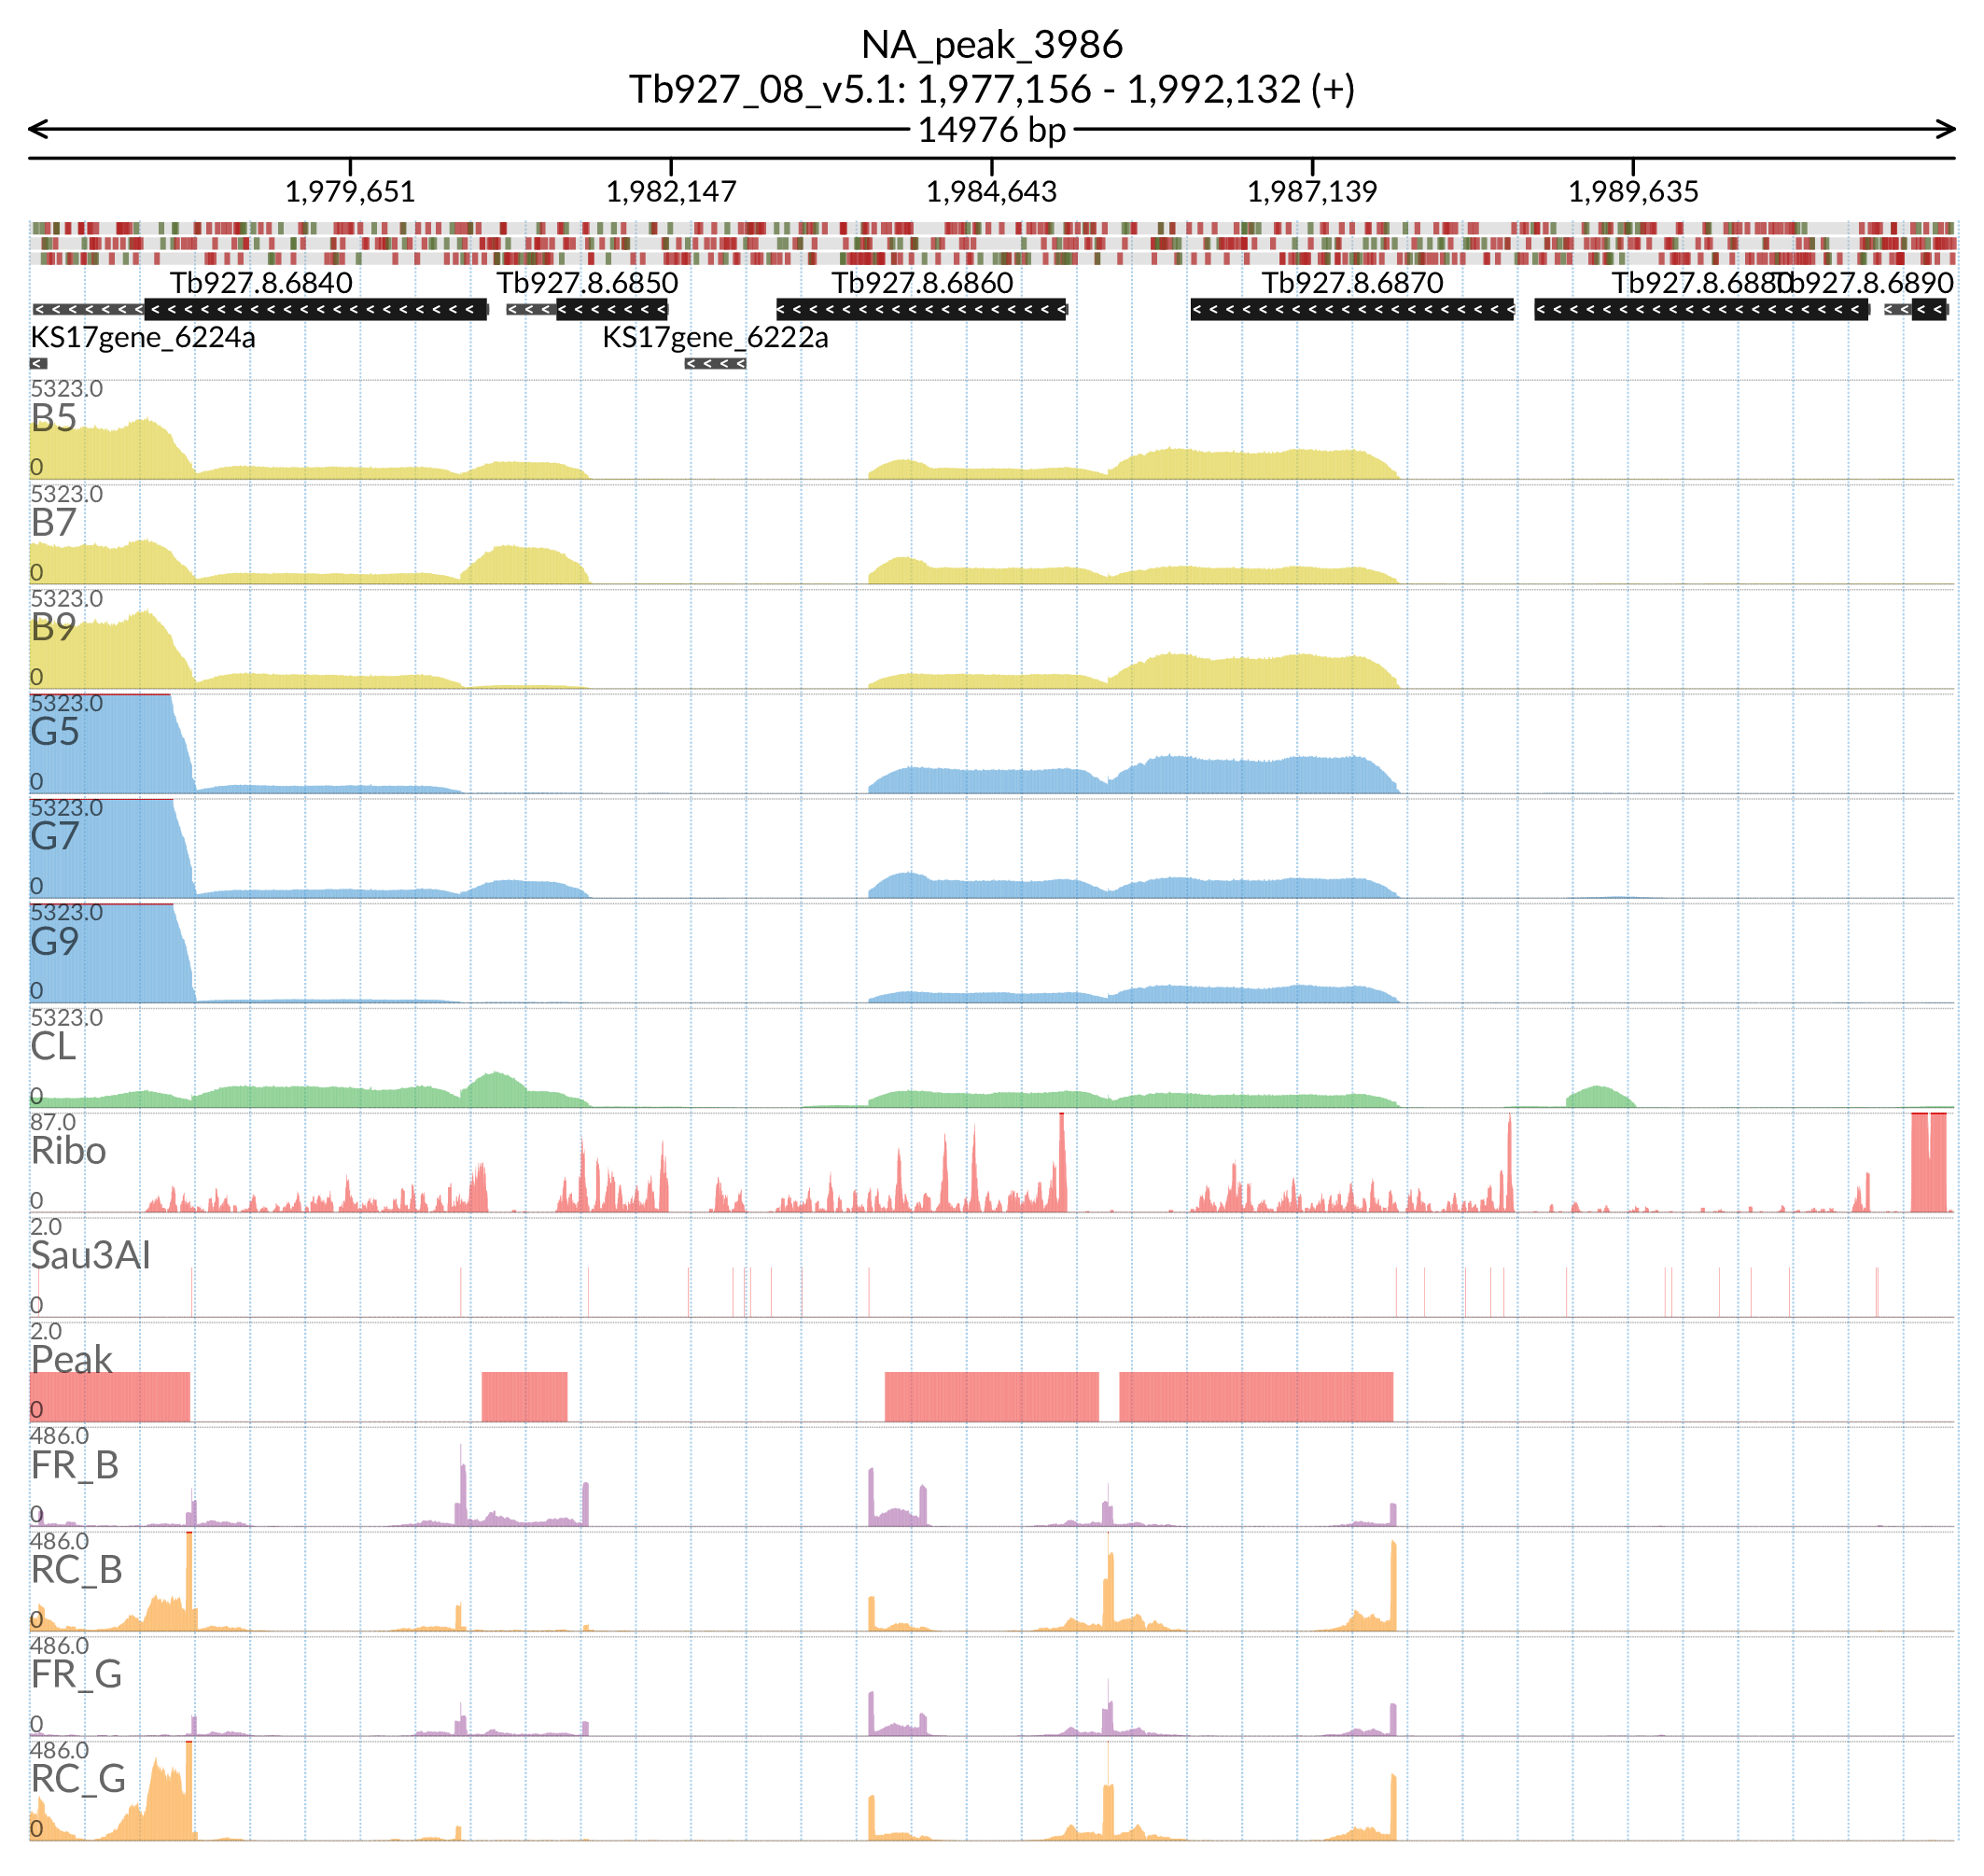 NA_peak_3986
Tb927_08_v5.1: 1,977,156 - 1,992,132 (+)
14976 bp
1,979,651 1,982,147 1,984,643 1,987,139 1,989,635
Tb927.8.6840 Tb927.8.6850 Tb927.8.6860 Tb927.8.6870 Tb927.8.6880 Tb927.8.6890
KS17gene_6224a KS17gene_6222a
5323.0
B5
0
5323.0
B7
0
5323.0
B9
0
5323.0
G5
0
5323.0
G7
0
5323.0
G9
0
5323.0
CL
0
87.0
Ribo
0
2.0
Sau3AI
0
2.0
Peak
0
486.0
FR_B
0
486.0
RC_B
0
486.0
FR_G
0
486.0
RC_G
0